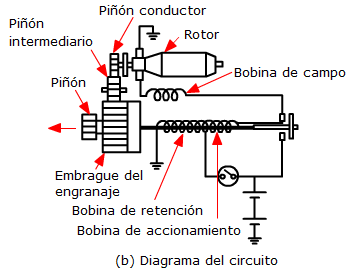 Piñón conductor
Piñón
intermediario
Rotor
Bobina de campo
Piñón
Embrague del
engranaje
Bobina de retención
Bobina de accionamiento
(b) Diagrama del circuito